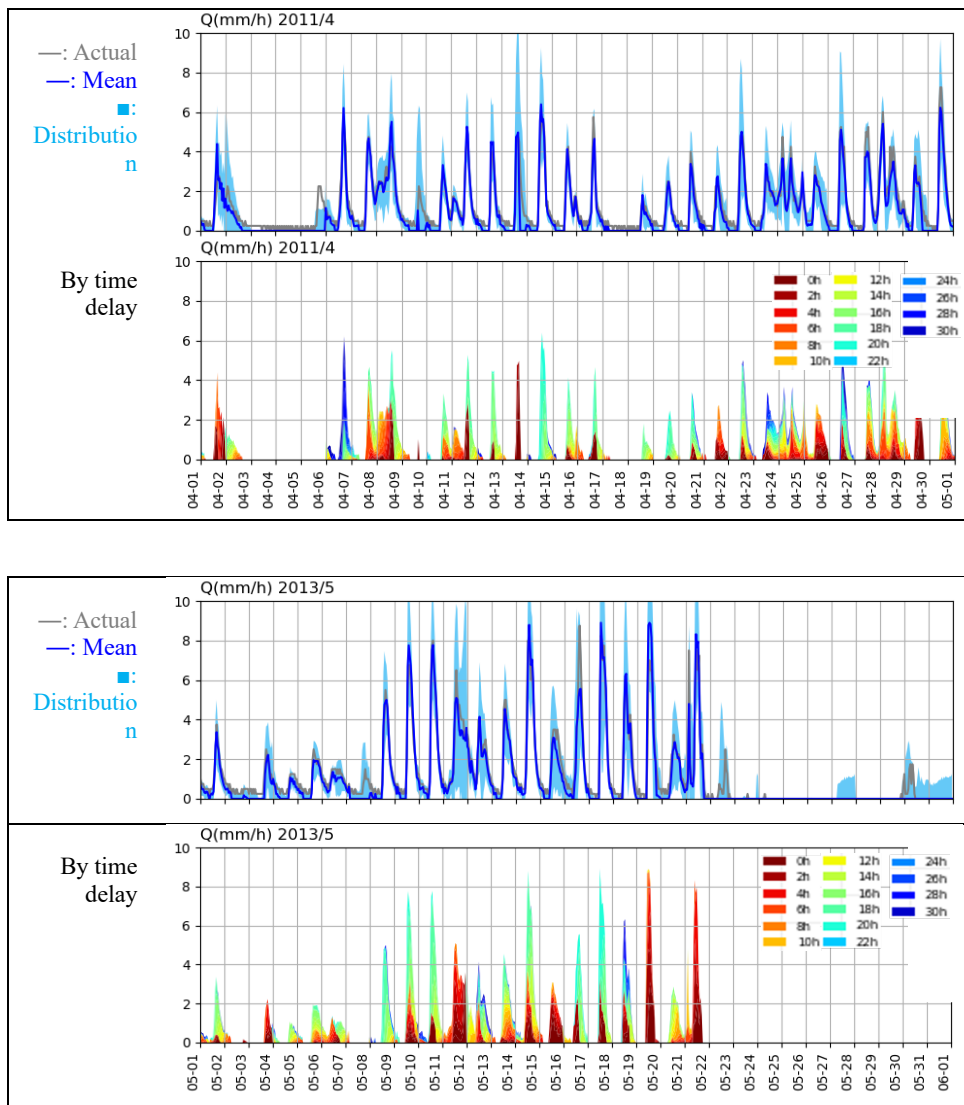 Q(mm/h) 2011/4
—: Actual
—: Mean
■:
Distributio
n
10
8
6
4
2
0
Q(mm/h) 2011/4
By time
delay
10
8
6
4
2
0
0h 12h 24h
2h 14h 26h
4h 16h 28h
6h 18h 30h
8h 20h
10h 22h
04-01 04-02 04-03 04-04 04-05 04-06 04-07 04-08 04-09 04-10 04-11 04-12 04-13 04-14 04-15 04-16 04-17 04-18 04-19 04-20 04-21 04-22 04-23 04-24 04-25 04-26 04-27 04-28 04-29 04-30 05-01
Q(mm/h) 2013/5
—: Actual
—: Mean
■:
Distributio
n
10
8
6
4
2
0
Q(mm/h) 2013/5
By time
delay
10
8
6
4
2
0
0h 12h 24h
2h 14h 26h
4h 16h 28h
6h 18h 30h
8h 20h
10h 22h
05-01 05-02 05-03 05-04 05-05 05-06 05-07 05-08 05-09 05-10 05-11 05-12 05-13 05-14 05-15 05-16 05-17 05-18 05-19 05-20 05-21 05-22 05-23 05-24 05-25 05-26 05-27 05-28 05-29 05-30 05-31 06-01